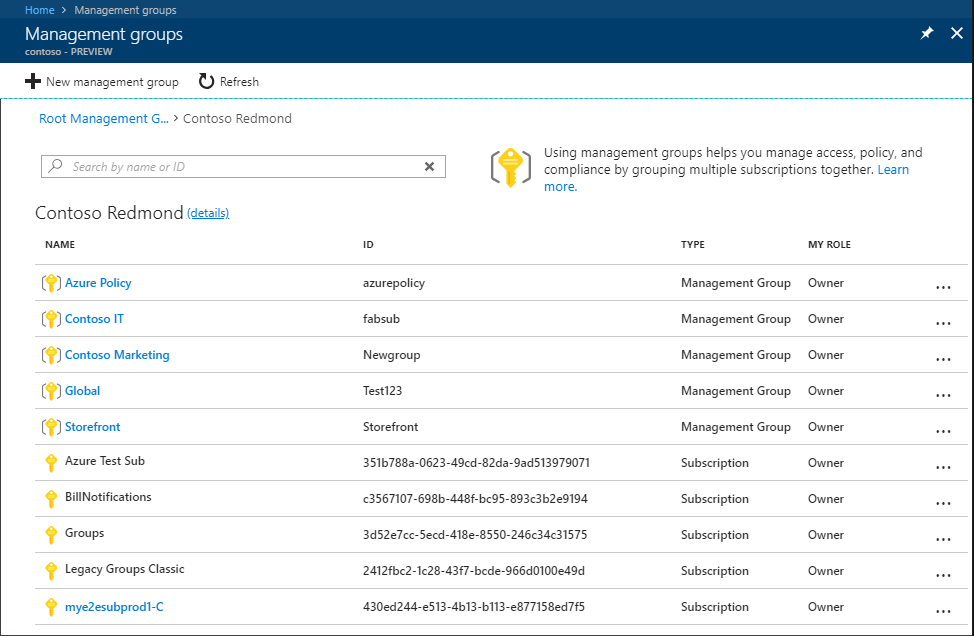 Home > Management groups
Management groups
contoso - PREVIEW
New management group Refresh
Root Management G... > Contoso Redmond
Search by name or ID
Using management groups helps you manage access, policy, and
compliance by grouping multiple subscriptions together. Learn
more.
Contoso Redmond (details)
NAME ID TYPE MY ROLE
Azure Policy azurepolicy Management Group Owner ...
Contoso IT fabsub Management Group Owner ...
Contoso Marketing Newgroup Management Group Owner ...
Global Test123 Management Group Owner ...
Storefront Storefront Management Group Owner ...
Azure Test Sub 351b788a-0623-49cd-82da-9ad513979071 Subscription Owner ...
BillNotifications c3567107-698b-448f-bc95-893c3b2e9194 Subscription Owner ...
Groups 3d52e7cc-5ecd-418e-8550-246c34c31575 Subscription Owner ...
Legacy Groups Classic 2412fbc2-1c28-43f7-bcde-966d0100e49d Subscription Owner ...
mye2esubprod1-C 430ed244-e513-4b13-b113-e877158ed7f5 Subscription Owner ...